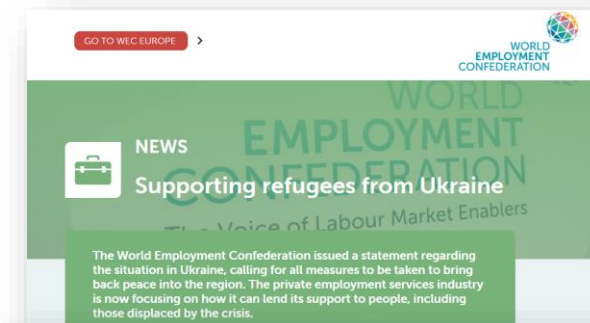 GO TO WEC EUROPE >
WORLD
EMPLOYMENT
CONFEDERATION
WORLD
EMPLOYMENT
CONFEDERATION
The Voice of Labour Market Enablers
NEWS
Supporting refugees from Ukraine
The World Employment Confederation issued a statement regarding
the situation in Ukraine, calling for all measures to be taken to bring
back peace into the region. The private employment services industry
is now focusing on how it can lend its support to people, including
those displaced by the crisis.